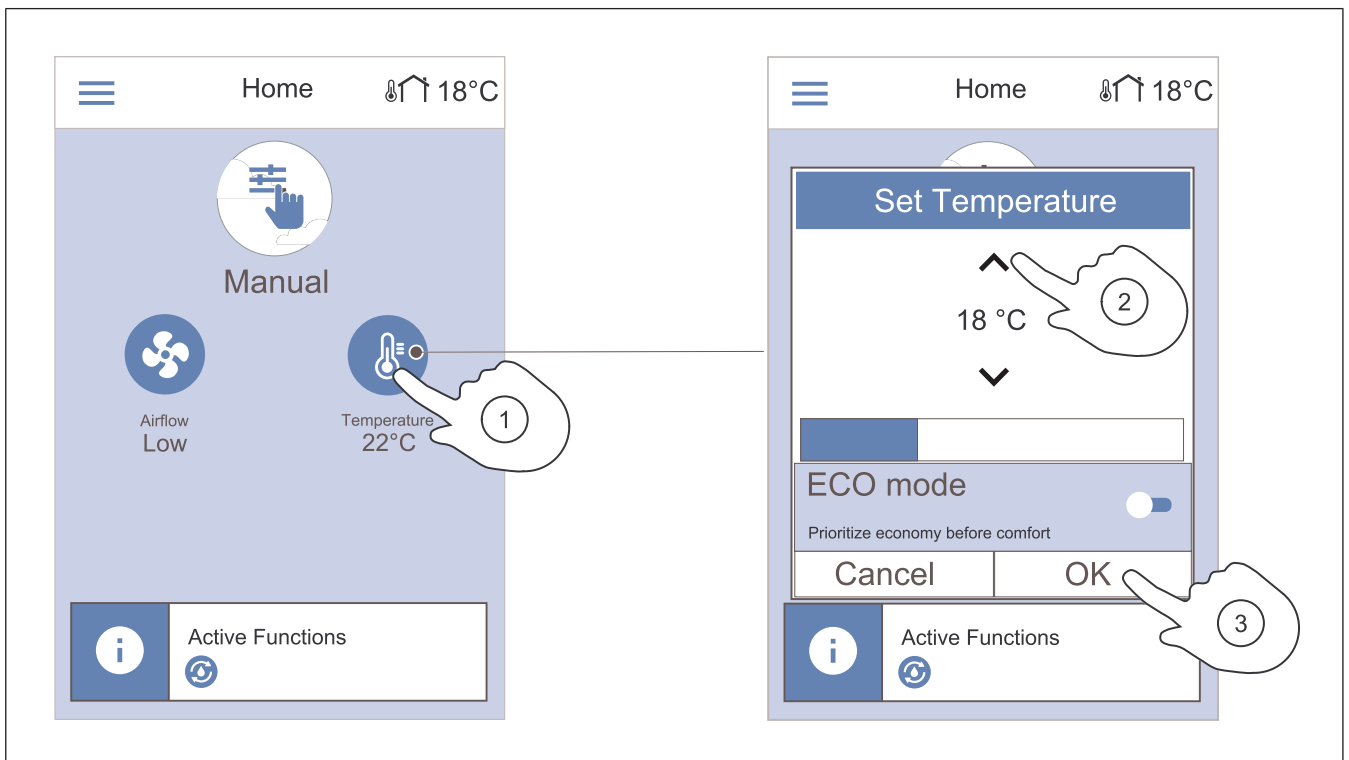 Home
18°C
Manual
Airflow
Low
Temperature
22°C
1
i
Active Functions
Home
18°C
Set Temperature
2
18 °C
ECO mode
Prioritize economy before comfort
Cancel
OK
3
i
Active Functions